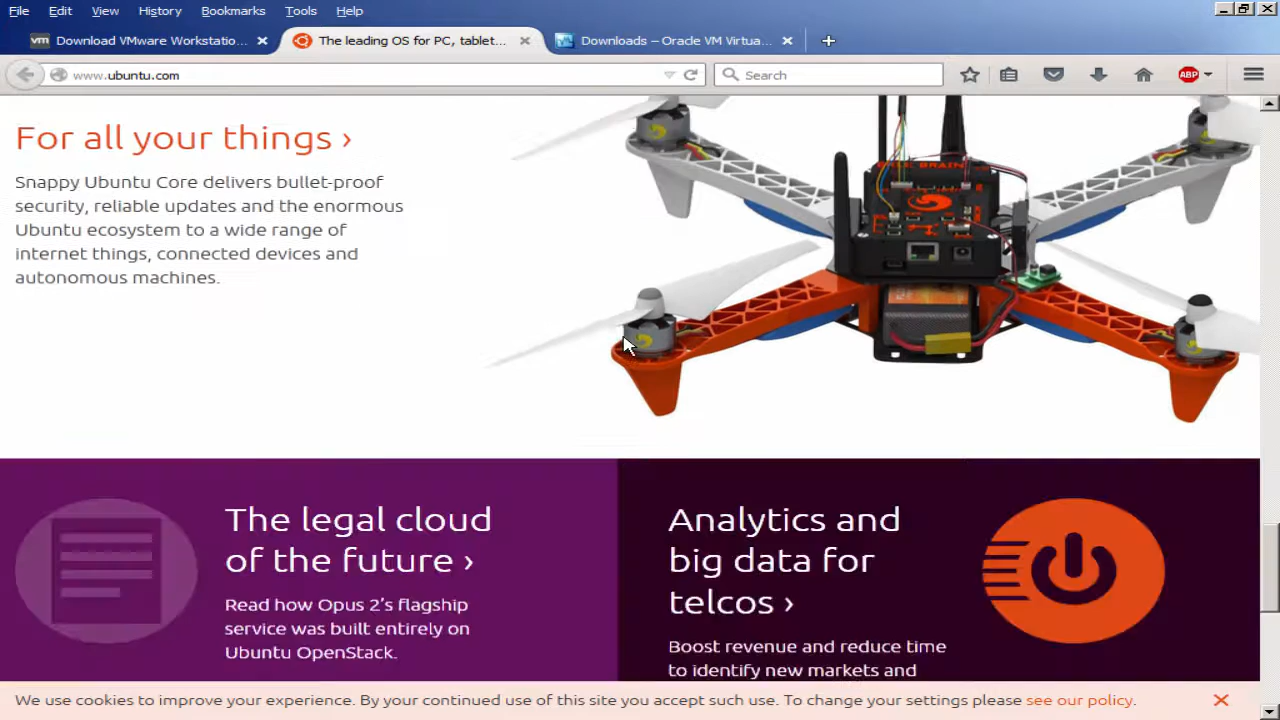 File Edit View History Bookmarks Tools Help
Download VMware Workstatio...
The leading OS for PC, tablet...
Downloads – Oracle VM Virtua...
www.ubuntu.com
Search
ABP
For all your things ›
Snappy Ubuntu Core delivers bullet-proof
security, reliable updates and the enormous
Ubuntu ecosystem to a wide range of
internet things, connected devices and
autonomous machines.
The legal cloud
of the future ›
Read how Opus 2’s flagship
service was built entirely on
Ubuntu OpenStack.
Analytics and
big data for
telcos ›
Boost revenue and reduce time
to identify new markets and
We use cookies to improve your experience. By your continued use of this site you accept such use. To change your settings please see our policy.